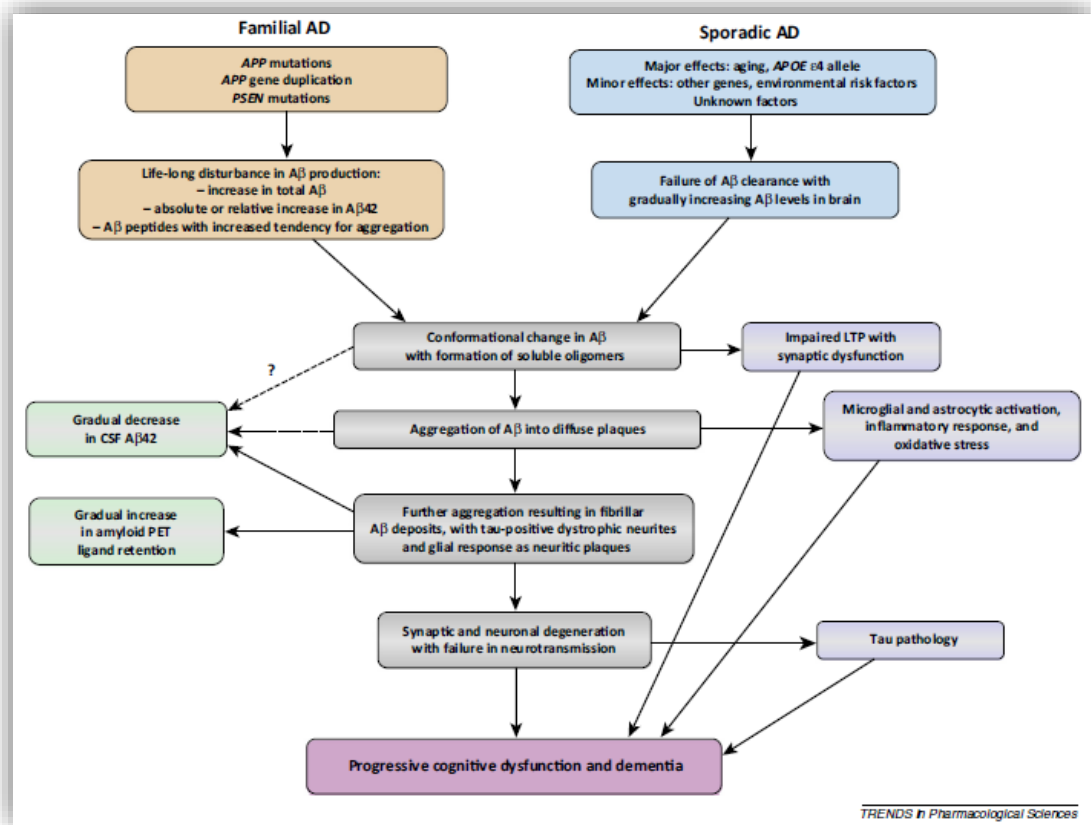 Familial AD
Sporadic AD
APP mutations
APP gene duplication
PSEN mutations
Major effects: aging, APOE ε4 allele
Minor effects: other genes, environmental risk factors
Unknown factors
Life-long disturbance in Aβ production:
– increase in total Aβ
– absolute or relative increase in Aβ42
– Aβ peptides with increased tendency for aggregation
Failure of Aβ clearance with
gradually increasing Aβ levels in brain
Conformational change in Aβ
with formation of soluble oligomers
Impaired LTP with
synaptic dysfunction
?
Gradual decrease
in CSF Aβ42
Aggregation of Aβ into diffuse plaques
Microglial and astrocytic activation,
inflammatory response, and
oxidative stress
Gradual increase
in amyloid PET
ligand retention
Further aggregation resulting in fibrillar
Aβ deposits, with tau-positive dystrophic neurites
and glial response as neuritic plaques
Synaptic and neuronal degeneration
with failure in neurotransmission
Tau pathology
Progressive cognitive dysfunction and dementia
TRENDS in Pharmacological Sciences